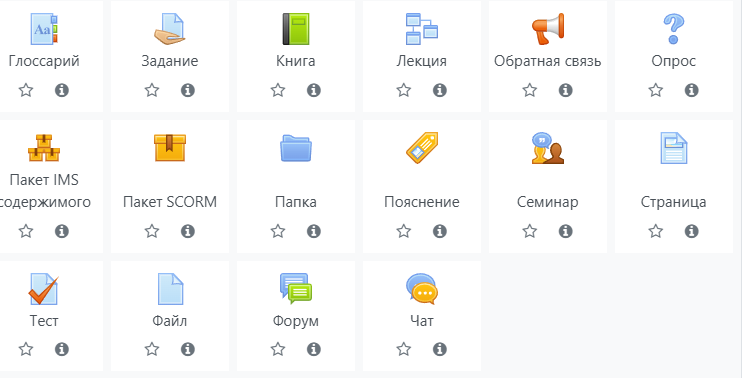 Глоссарий
Задание
Книга
Лекция
Обратная связь
Опрос
Пакет IMS
содержимого
Пакет SCORM
Папка
Пояснение
Семинар
Страница
Тест
Файл
Форум
Чат